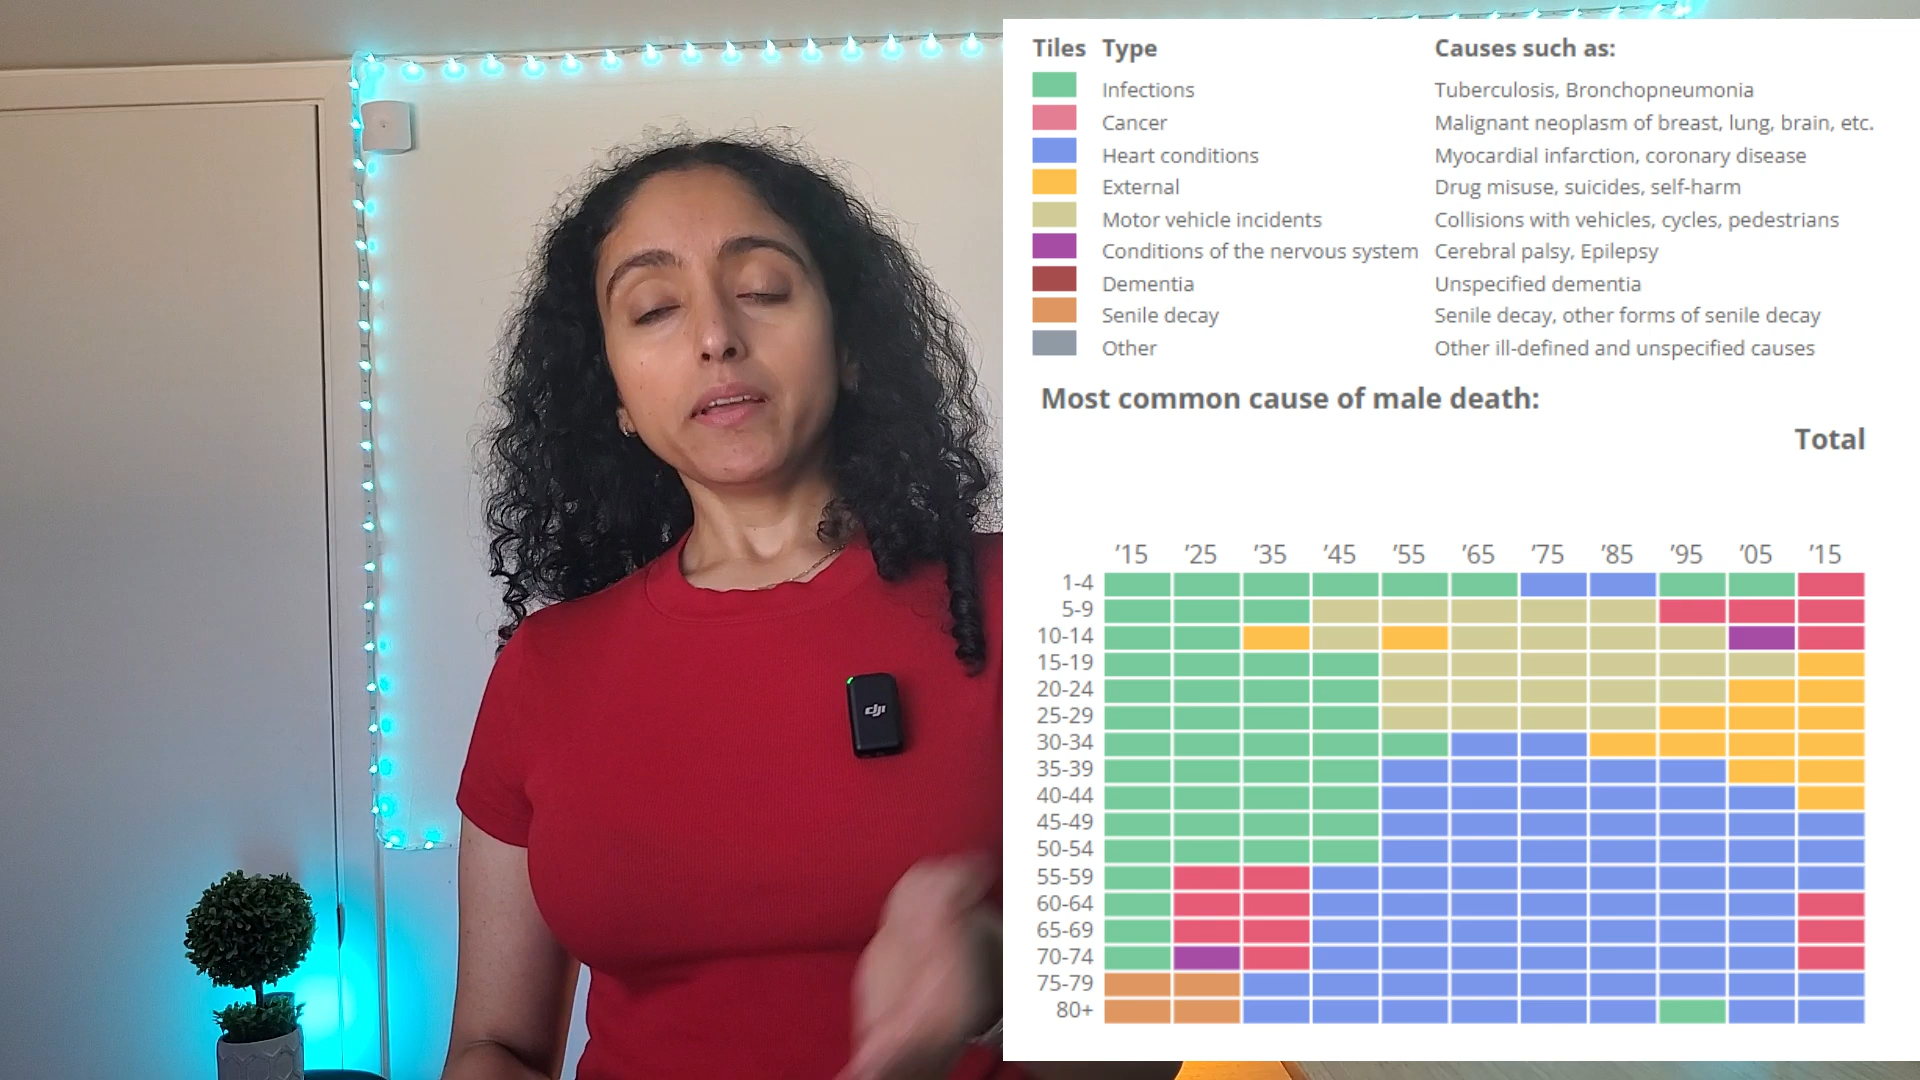 Tiles Type Causes such as:
Infections Tuberculosis, Bronchopneumonia
Cancer Malignant neoplasm of breast, lung, brain, etc.
Heart conditions Myocardial infarction, coronary disease
External Drug misuse, suicides, self-harm
Motor vehicle incidents Collisions with vehicles, cycles, pedestrians
Conditions of the nervous system Cerebral palsy, Epilepsy
Dementia Unspecified dementia
Senile decay Senile decay, other forms of senile decay
Other Other ill-defined and unspecified causes
Most common cause of male death:
Total
’15 ’25 ’35 ’45 ’55 ’65 ’75 ’85 ’95 ’05 ’15
1-4
5-9
10-14
15-19
20-24
25-29
30-34
35-39
40-44
45-49
50-54
55-59
60-64
65-69
70-74
75-79
80+
dji